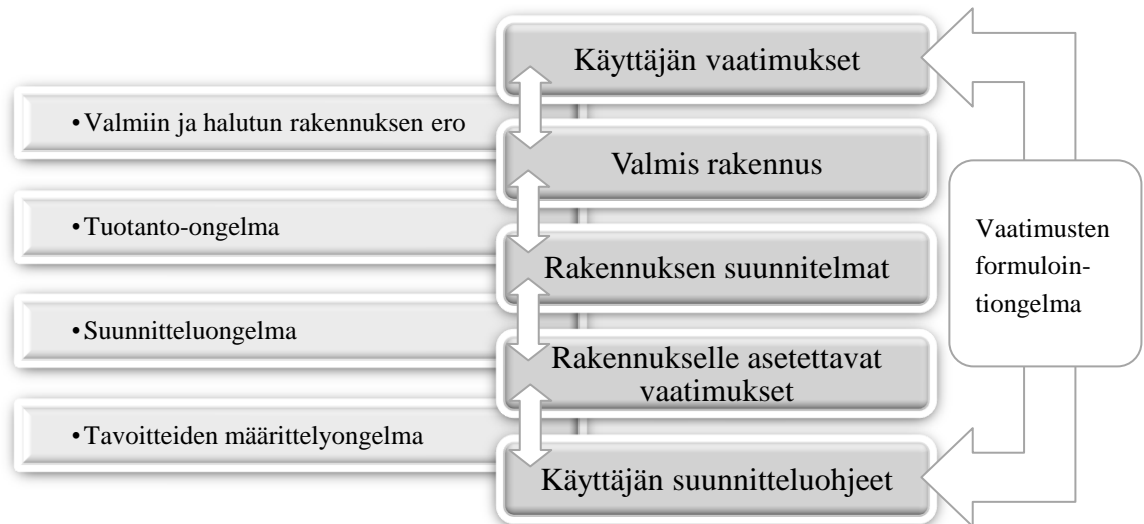 Käyttäjän vaatimukset
•Valmiin ja halutun rakennuksen ero
Valmis rakennus
•Tuotanto-ongelma
Rakennuksen suunnitelmat
•Suunnitteluongelma
Rakennukselle asetettavat
vaatimukset
•Tavoitteiden määrittelyongelma
Käyttäjän suunnitteluohjeet
Vaatimusten
formuloin-
tiongelma